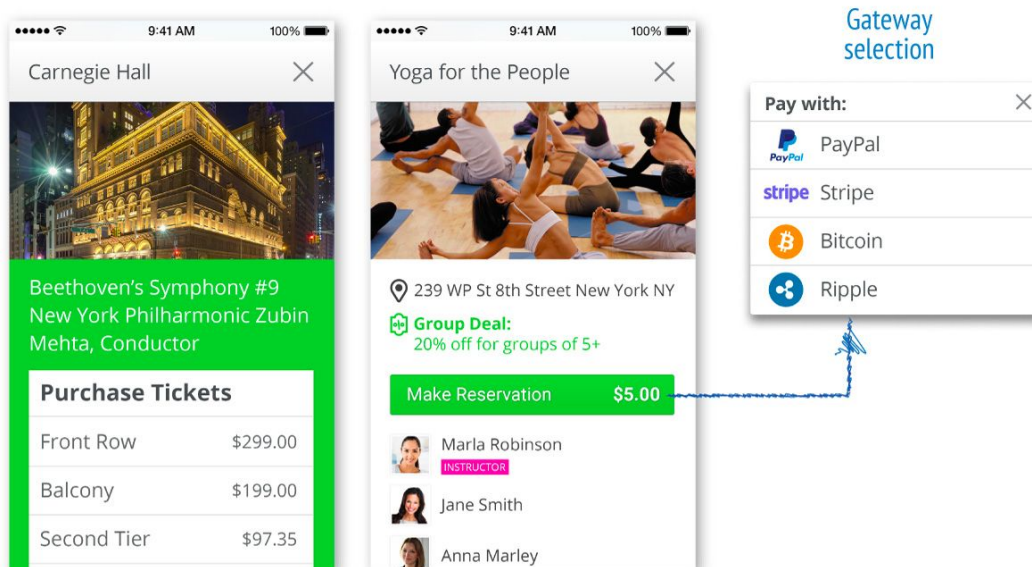 9:41 AM 100%
Carnegie Hall
Beethoven's Symphony #9
New York Philharmonic Zubin
Mehta, Conductor
Purchase Tickets
Front Row $299.00
Balcony $199.00
Second Tier $97.35
9:41 AM 100%
Yoga for the People
239 WP St 8th Street New York NY
Group Deal:
20% off for groups of 5+
Make Reservation $5.00
Marla Robinson
INSTRUCTOR
Jane Smith
Anna Marley
Gateway
selection
Pay with:
PayPal PayPal
stripe Stripe
Bitcoin
Ripple